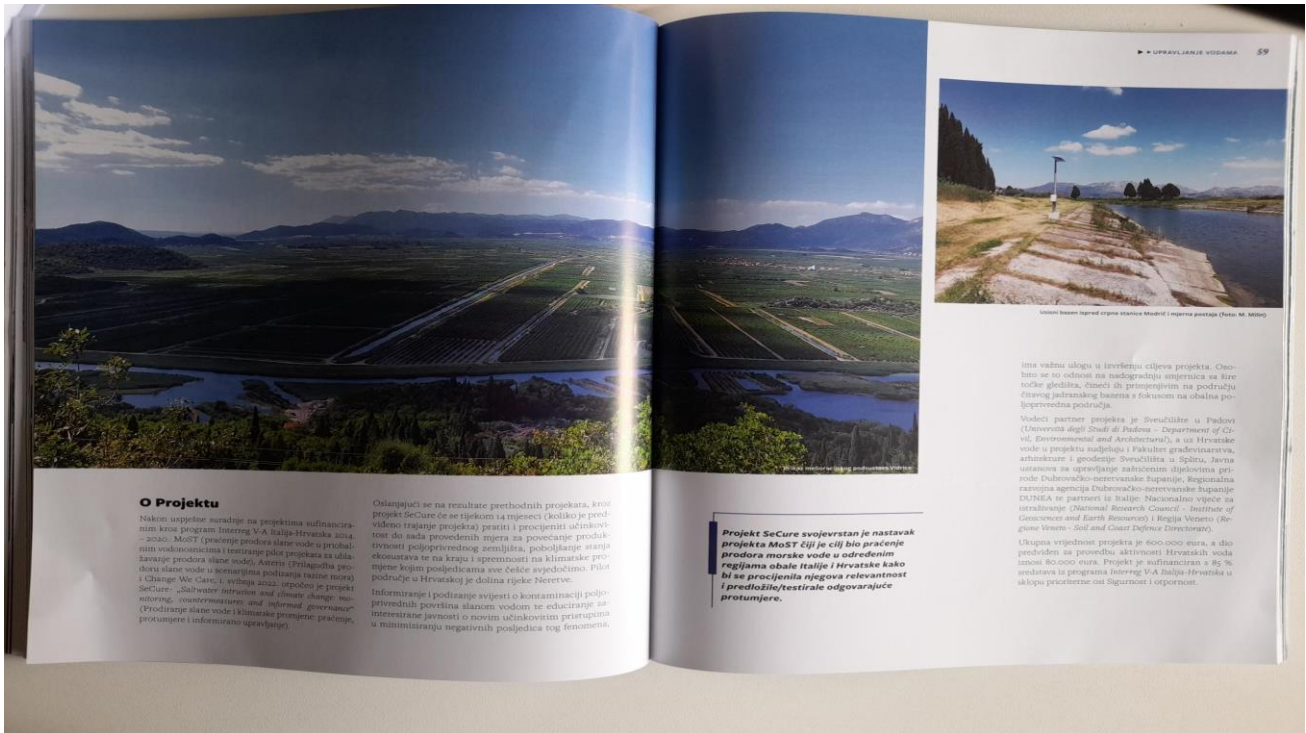 O Projektu
Nakon uspješne suradnje na projektima sufinancira-
nim kroz program Interreg V-A Italija-Hrvatska 2014.
– 2020.: MoST (praćenje prodora slane vode u priobal-
nim vodonosnicima i testiranje pilot projekata za ubla-
žavanje prodora slane vode), Asteris (Prilagodba pro-
doru slane vode u scenarijima podizanja razine mora)
i Change We Care, 1. svibnja 2022. otpočeo je projekt
SeCure: „Saltwater intrusion and climate change mo-
nitoring, countermeasures and informed governance“
(Prodiranje slane vode i klimatske promjene: praćenje,
protumjere i informirano upravljanje).
Oslanjajući se na rezultate prethodnih projekata, kroz
projekt SeCure će se tijekom 14 mjeseci (koliko je pred-
viđeno trajanje projekta) pratiti i procijeniti učinkovi-
tost do sada provedenih mjera za povećanje produk-
tivnosti poljoprivrednog zemljišta, poboljšanje stanja
ekosustava te na kraju i spremnosti na klimatske pro-
mjene kojim posljedicama sve češće svjedočimo. Pilot
područje u Hrvatskoj je dolina rijeke Neretve.
Informiranje i podizanje svijesti o kontaminaciji poljo-
privrednih površina slanom vodom te educiranje za-
interesirane javnosti o novim učinkovitim pristupima
u minimiziranju negativnih posljedica tog fenomena,
► ► UPRAVLJANJE VODAMA 59
Usisni bazen ispred crpne stanice Modrič i mjerna postaja (foto: M. Milin)
melioracijskog podsustava Vidrice
Projekt SeCure svojevrstan je nastavak
projekta MoST čiji je cilj bio praćenje
prodora morske vode u određenim
regijama obale Italije i Hrvatske kako
bi se procijenila njegova relevantnost
i predložile/testirale odgovarajuće
protumjere.
ima važnu ulogu u izvršenju ciljeva projekta. Oso-
bito se to odnost na nadogradnju smjernica sa šire
točke gledišta, čineći ih primjenjivim na području
čitavog jadranskog bazena s fokusom na obalna po-
ljoprivredna područja.
Vodeći partner projekta je Sveučilište u Padovi
(Università degli Studi di Padova – Department of Ci-
vil, Environmental and Architectural), a uz Hrvatske
vode u projektu sudjeluju i Fakultet građevinarstva,
arhitekture i geodezije Sveučilišta u Splitu, Javna
ustanova za upravljanje zaštićenim dijelovima pri-
rode Dubrovačko-neretvanske županije, Regionalna
razvojna agencija Dubrovačko-neretvanske županije
DUNEA te partneri iz Italije: Nacionalno vijeće za
istraživanje (National Research Council - Institute of
Geosciences and Earth Resources) i Regija Veneto (Re-
gione Veneto - Soil and Coast Defence Directorate).
Ukupna vrijednost projekta je 600.000 eura, a dio
predviđen za provedbu aktivnosti Hrvatskih voda
iznosi 80.000 eura. Projekt je sufinanciran s 85 %
sredstava iz programa Interreg V-A Italija-Hrvatska u
sklopu prioritetne osi Sigurnost i otpornost.